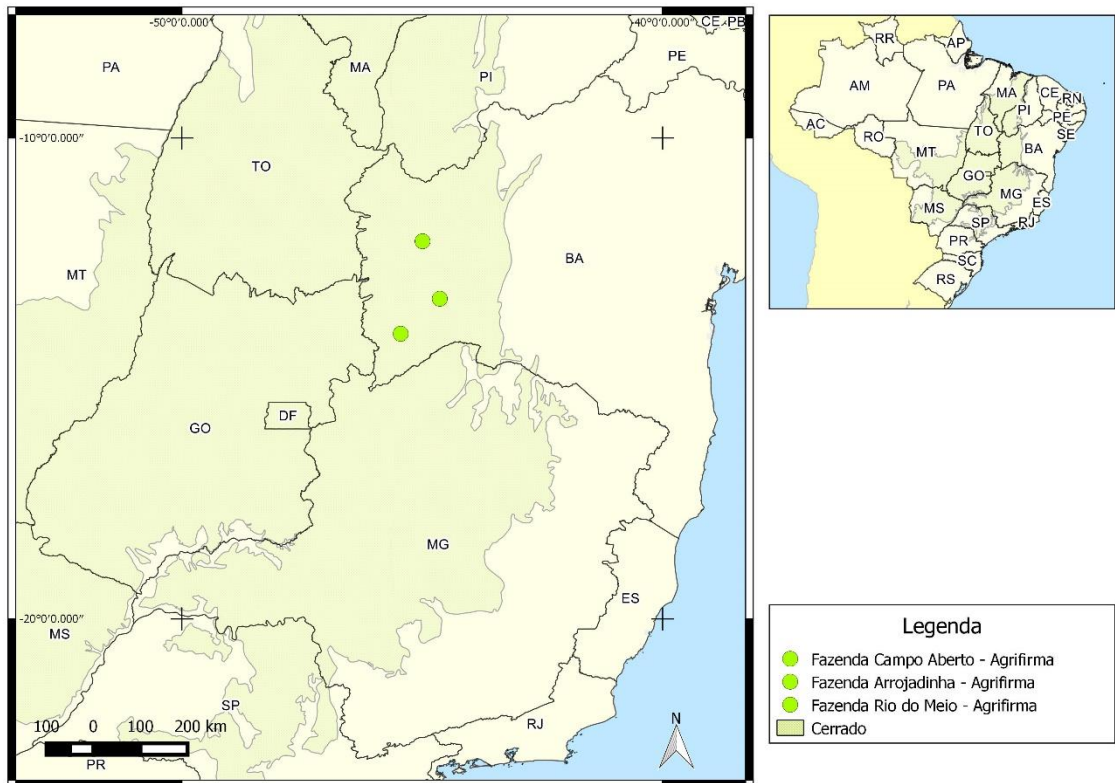 -50°0'0.000"
-40°0'0.000"
CE
PB
PA
MA
PI
PE
-10°0'0.000"
TO
MT
BA
DF
GO
MG
-20°0'0.000"
ES
MS
SP
RJ
100 0 100 200 km
N
PR
RR
AP
AM
PA
MA
CE
RN
PI
PE
AC
TO
SE
RO
BA
MT
GO
MG
ES
MS
SP
RJ
PR
SC
RS
Legenda
Fazenda Campo Aberto - Agrifirma
Fazenda Arrojadinha - Agrifirma
Fazenda Rio do Meio - Agrifirma
Cerrado